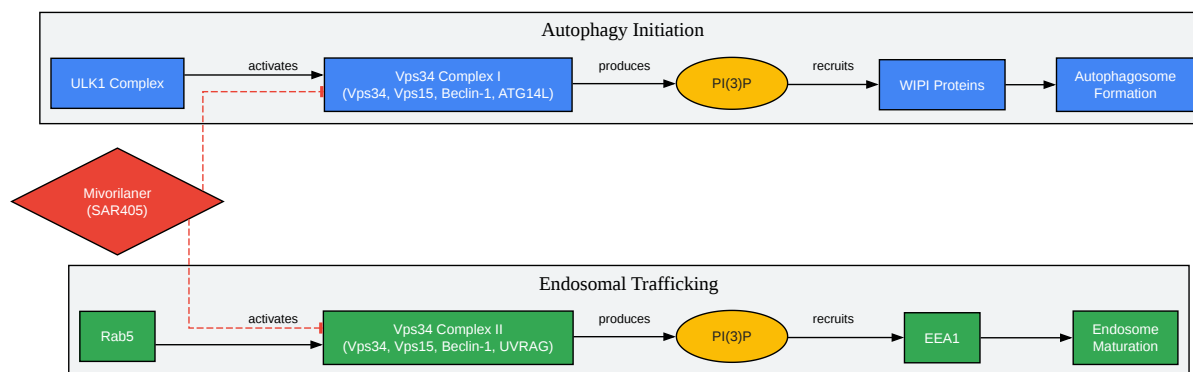 Autophagy Initiation
ULK1 Complex
activates
Vps34 Complex I
(Vps34, Vps15, Beclin-1, ATG14L)
produces
PI(3)P
recruits
WIPI Proteins
Autophagosome
Formation
Mivorilaner
(SAR405)
Endosomal Trafficking
Rab5
activates
Vps34 Complex II
(Vps34, Vps15, Beclin-1, UVRAG)
produces
PI(3)P
recruits
EEA1
Endosome
Maturation